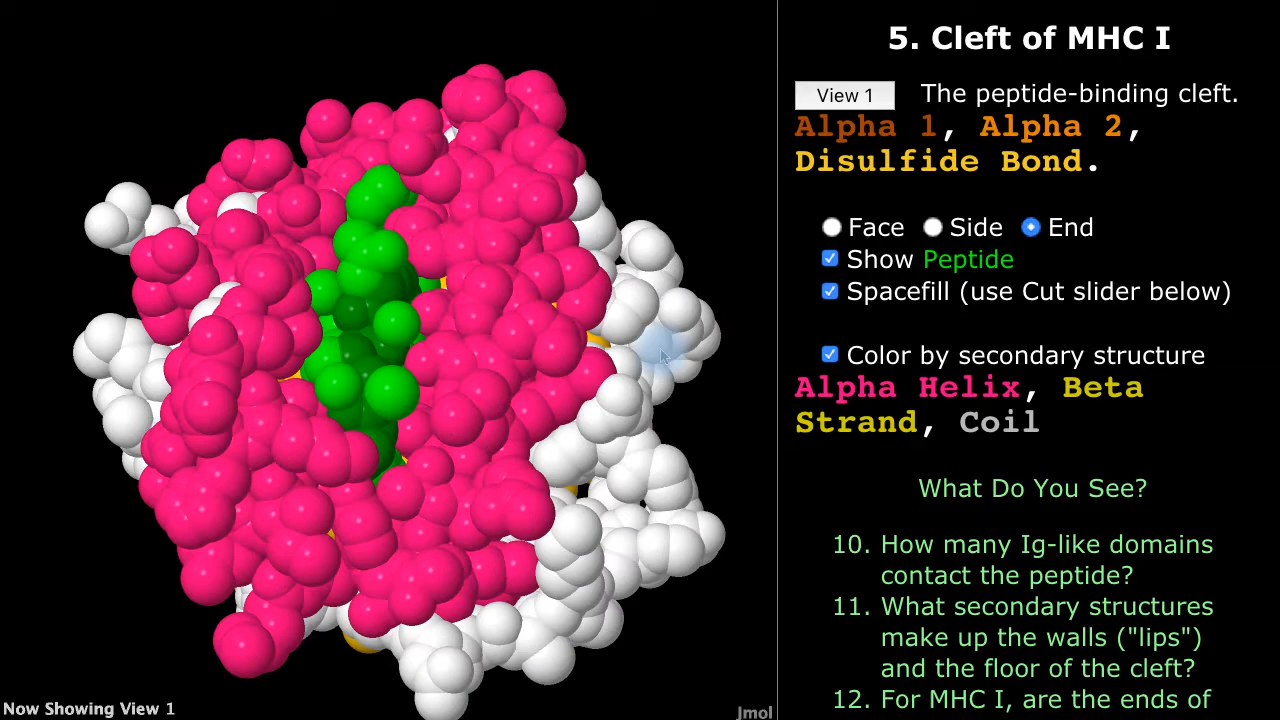 5. Cleft of MHC I
View 1 The peptide-binding cleft.
Alpha 1, Alpha 2,
Disulfide Bond.
Face Side End
Show Peptide
Spacefill (use Cut slider below)
Color by secondary structure
Alpha Helix, Beta
Strand, Coil
What Do You See?
10. How many Ig-like domains
contact the peptide?
11. What secondary structures
make up the walls ("lips")
and the floor of the cleft?
12. For MHC I, are the ends of
Now Showing View 1
Jmol